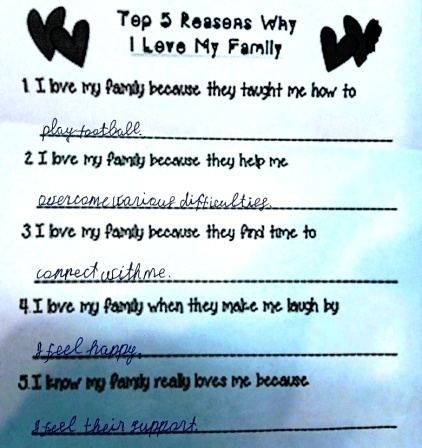 Top 5 Reasons Why
I Love My Family
1 I love my family because they taught me how to
play football.
2 I love my family because they help me
overcome various difficulties.
3 I love my family because they find time to
connect with me.
4. I love my family when they make me laugh by
I feel happy.
5. I know my family really loves me because
I feel their support.